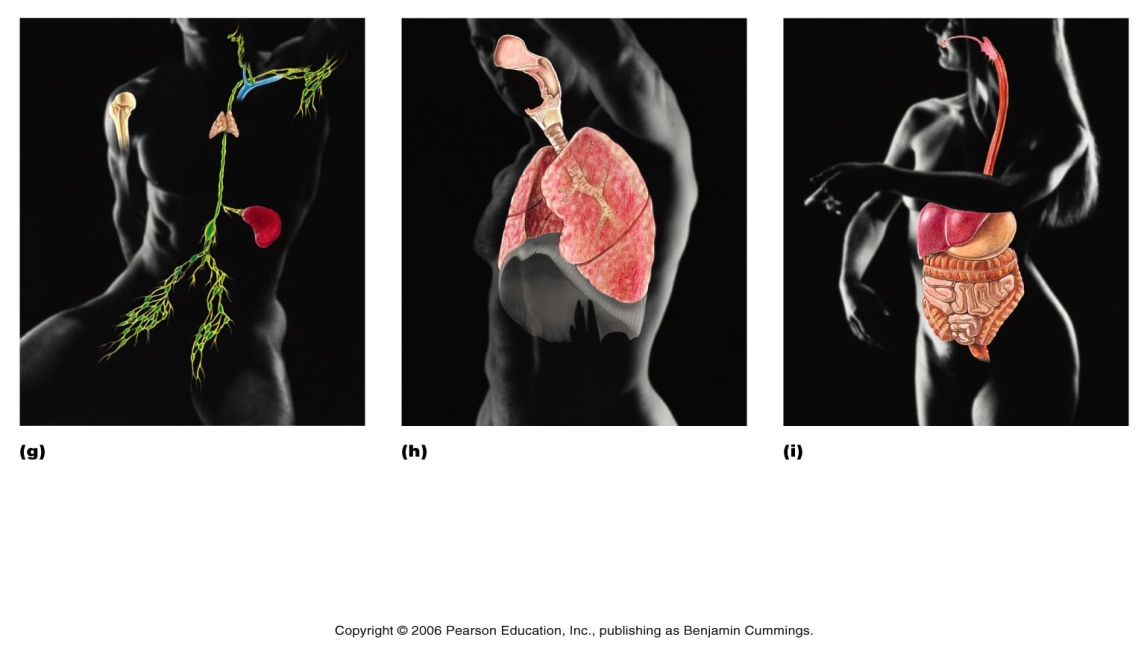 (g)
(h)
(i)
Copyright © 2006 Pearson Education, Inc., publishing as Benjamin Cummings.